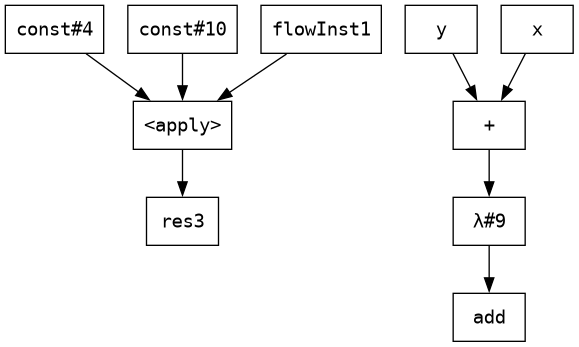 const#4
const#10
flowInst1
y
x
<apply>
+
res3
λ#9
add